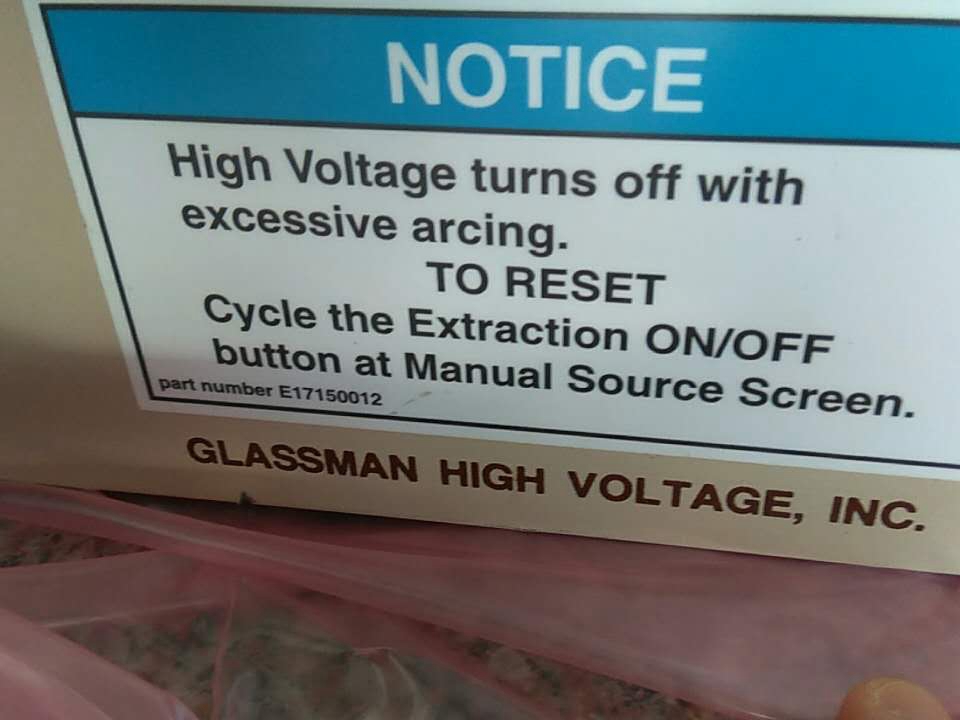 NOTICE
High Voltage turns off with
excessive arcing.
TO RESET
Cycle the Extraction ON/OFF
button at Manual Source Screen.
part number E17150012
GLASSMAN HIGH VOLTAGE, INC.